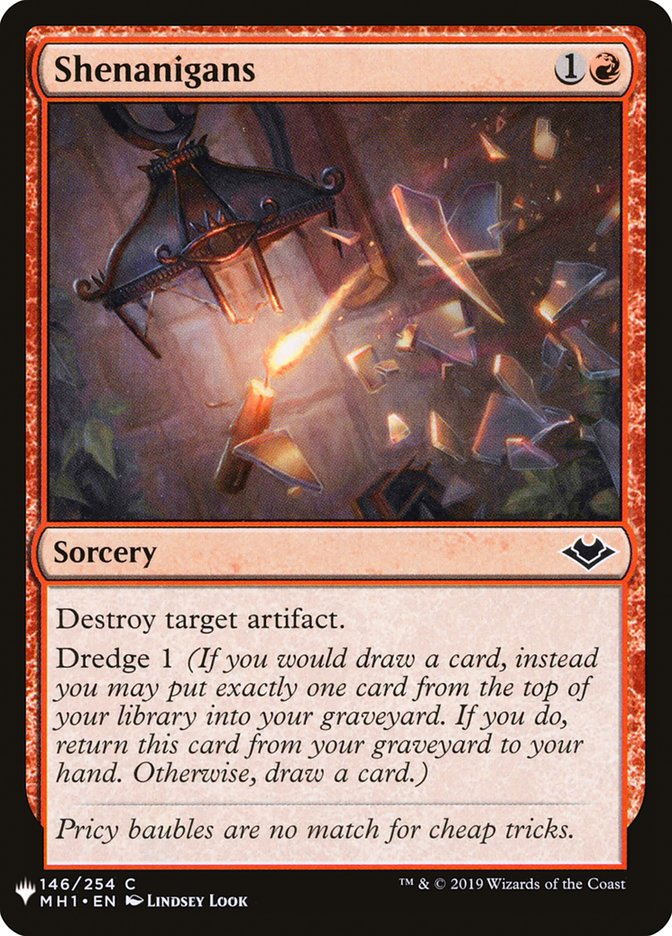 Shenanigans 1
Sorcery
Destroy target artifact.
Dredge 1 (If you would draw a card, instead
you may put exactly one card from the top of
your library into your graveyard. If you do,
return this card from your graveyard to your
hand. Otherwise, draw a card.)
Pricy baubles are no match for cheap tricks.
146/254 C
MH1 • EN Lindsey Look
™ & © 2019 Wizards of the Coast